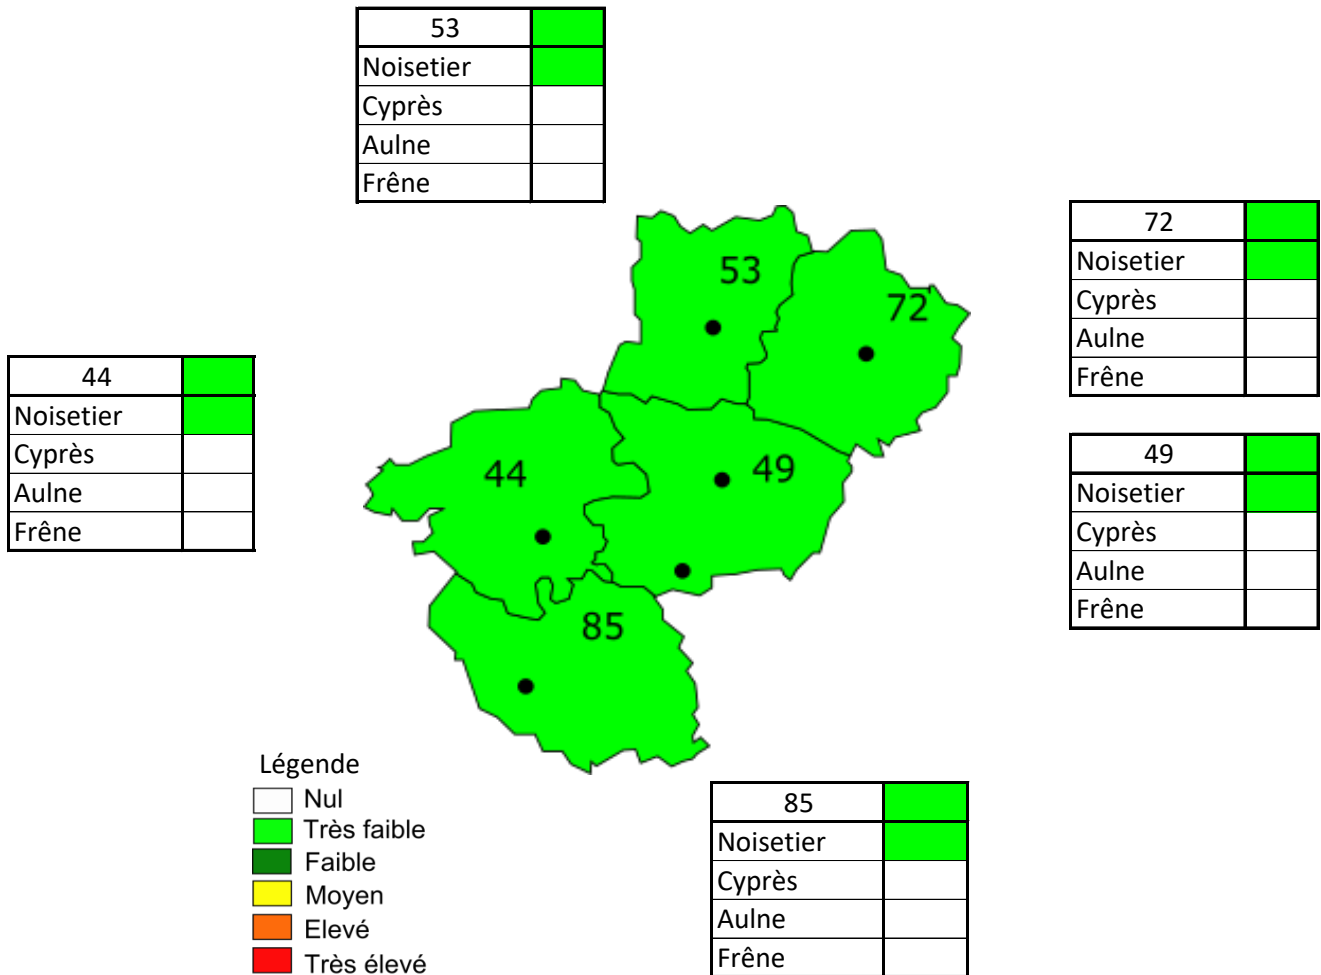 53
Noisetier
Cyprès
Aulne
Frêne
72
Noisetier
Cyprès
Aulne
Frêne
44
Noisetier
Cyprès
Aulne
Frêne
49
Noisetier
Cyprès
Aulne
Frêne
53
72
44
49
85
Légende
Nul
Très faible
Faible
Moyen
Elevé
Très élevé
85
Noisetier
Cyprès
Aulne
Frêne